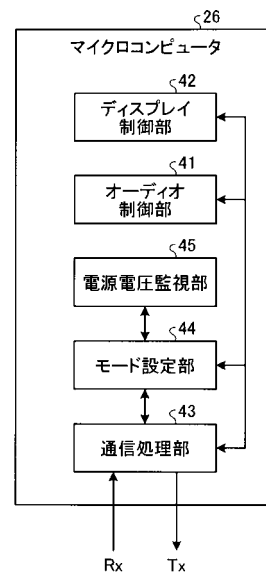 26
マイクロコンピュータ
42
ディスプレイ
制御部
41
オーディオ
制御部
45
電源電圧監視部
44
モード設定部
43
通信処理部
Rx
Tx